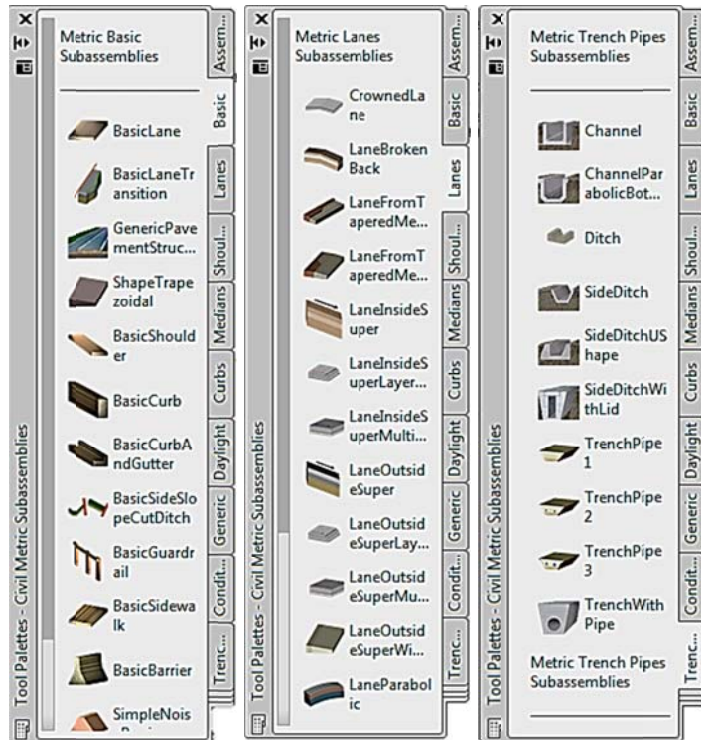 Metric Basic
Subassemblies
BasicLane
BasicLaneTr
ansition
GenericPave
mentStruc...
ShapeTrape
zoidal
BasicShould
er
BasicCurb
BasicCurbA
ndGutter
BasicSideSlo
peCutDitch
BasicGuardr
ail
BasicSidewa
lk
BasicBarrier
SimpleNois
Assem...
Basic
Lanes
Shoul...
Medians
Curbs
Daylight
Generic
Condit...
Trenc...
Tool Palettes - Civil Metric Subassemblies
Metric Lanes
Subassemblies
CrownedLa
ne
LaneBroken
Back
LaneFromT
aperedMe...
LaneFromT
aperedMe...
LaneInsideS
uper
LaneInsideS
uperLayer...
LaneInsideS
uperMulti...
LaneOutsid
eSuper
LaneOutsid
eSuperLay...
LaneOutsid
eSuperMu...
LaneOutsid
eSuperWi...
LaneParabol
ic
Assem...
Basic
Lanes
Shoul...
Medians
Curbs
Daylight
Generic
Condit...
Trenc...
Tool Palettes - Civil Metric Subassemblies
Metric Trench Pipes
Subassemblies
Channel
ChannelPar
abolicBot...
Ditch
SideDitch
SideDitchUS
hape
SideDitchWi
thLid
TrenchPipe
1
TrenchPipe
2
TrenchPipe
3
TrenchWith
Pipe
Metric Trench Pipes
Subassemblies
Assem...
Basic
Lanes
Shoul...
Medians
Curbs
Daylight
Generic
Condit...
Trenc...
Tool Palettes - Civil Metric Subassemblies